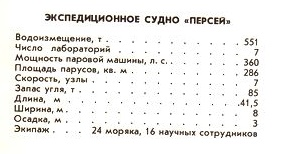 ЭКСПЕДИЦИОННОЕ СУДНО «ПЕРСЕЙ»
Водоизмещение, т . . . . . . . . 551
Число лабораторий . . . . . . . . 7
Мощность паровой машины, л. с. . . . 360
Площадь парусов, кв. м . . . . . . 286
Скорость, узлы . . . . . . . . . 7
Запас угля, т . . . . . . . . . 85
Длина, м . . . . . . . . . . 41,5
Ширина, м . . . . . . . . . . 8
Осадка, м . . . . . . . . . . 3
Экипаж . . . 24 моряка, 16 научных сотрудников